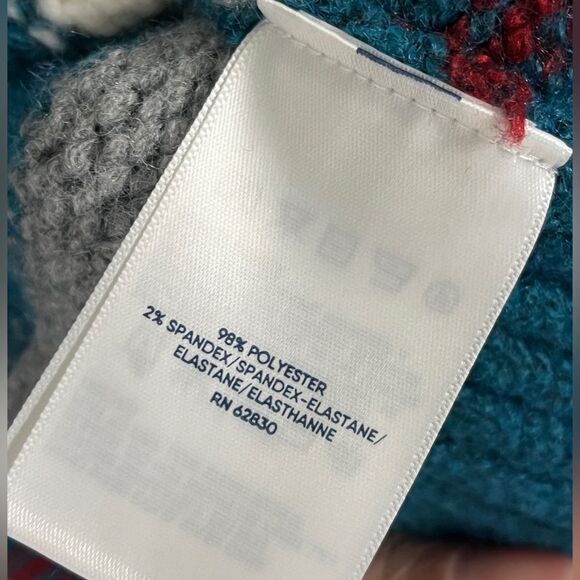 98% POLYESTER
2% SPANDEX/SPANDEX-ELASTANE/
ELASTANE/ELASTHANNE
RN 62830